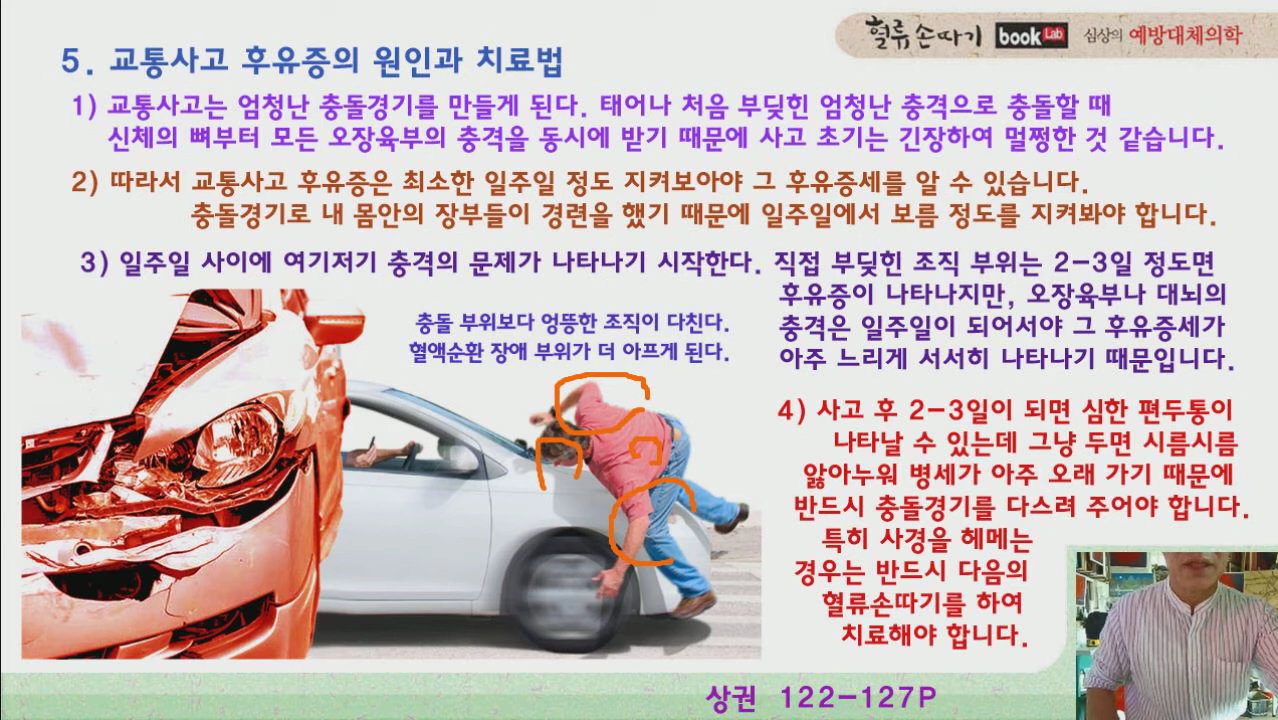 혈류 손따기 book Lab 심상의 예방대체의학
5. 교통사고 후유증의 원인과 치료법
1) 교통사고는 엄청난 충돌경기를 만들게 된다. 태어나 처음 부딪힌 엄청난 충격으로 충돌할 때
신체의 뼈부터 모든 오장육부의 충격을 동시에 받기 때문에 사고 초기는 긴장하여 멀쩡한 것 같습니다.
2) 따라서 교통사고 후유증은 최소한 일주일 정도 지켜보아야 그 후유증세를 알 수 있습니다.
충돌경기로 내 몸안의 장부들이 경련을 했기 때문에 일주일에서 보름 정도를 지켜봐야 합니다.
3) 일주일 사이에 여기저기 충격의 문제가 나타나기 시작한다. 직접 부딪힌 조직 부위는 2-3일 정도면
후유증이 나타나지만, 오장육부나 대뇌의
충격은 일주일이 되어서야 그 후유증세가
아주 느리게 서서히 나타나기 때문입니다.
충돌 부위보다 엉뚱한 조직이 다친다.
혈액순환 장애 부위가 더 아프게 된다.
4) 사고 후 2-3일이 되면 심한 편두통이
나타날 수 있는데 그냥 두면 시름시름
앓아누워 병세가 아주 오래 가기 때문에
반드시 충돌경기를 다스려 주어야 합니다.
특히 사경을 헤메는
경우는 반드시 다음의
혈류손따기를 하여
치료해야 합니다.
상권 122-127P